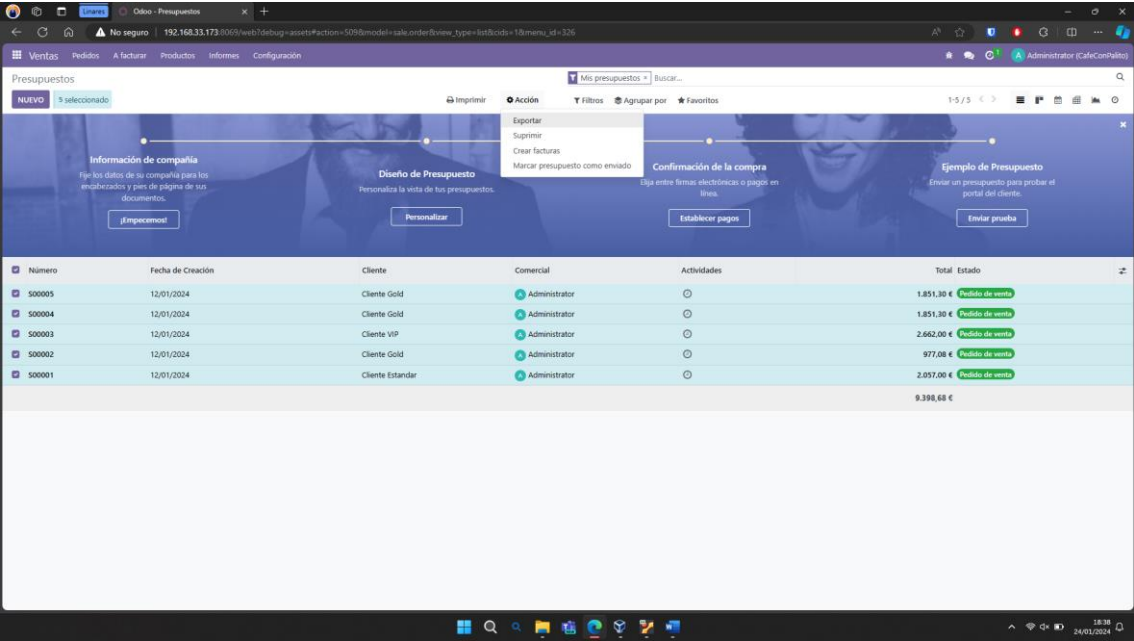 Linares Odoo - Presupuestos
No seguro 192.168.33.173:8069/web?debug=assets#action=509&model=sale.order&view_type=list&cids=1&menu_id=326
Ventas Pedidos A facturar Productos Informes Configuración 1 A Administrator (CafeConPalito)
Presupuestos Mis presupuestos × Buscar...
NUEVO 5 seleccionado Imprimir Acción Filtros Agrupar por Favoritos 1-5 / 5
Exportar
Suprimir
Crear facturas
Marcar presupuesto como enviado
Información de compañía
Fije los datos de su compañía para los
encabezados y pies de página de sus
documentos.
¡Empecemos!
Diseño de Presupuesto
Personaliza la vista de tus presupuestos.
Personalizar
Confirmación de la compra
Elija entre firmas electrónicas o pagos en
línea.
Establecer pagos
Ejemplo de Presupuesto
Enviar un presupuesto para probar el
portal del cliente.
Enviar prueba
Número Fecha de Creación Cliente Comercial Actividades Total Estado
S00005 12/01/2024 Cliente Gold A Administrator 1.851,30 € Pedido de venta
S00004 12/01/2024 Cliente Gold A Administrator 1.851,30 € Pedido de venta
S00003 12/01/2024 Cliente VIP A Administrator 2.662,00 € Pedido de venta
S00002 12/01/2024 Cliente Gold A Administrator 977,08 € Pedido de venta
S00001 12/01/2024 Cliente Estandar A Administrator 2.057,00 € Pedido de venta
9.398,68 €
18:38
24/01/2024